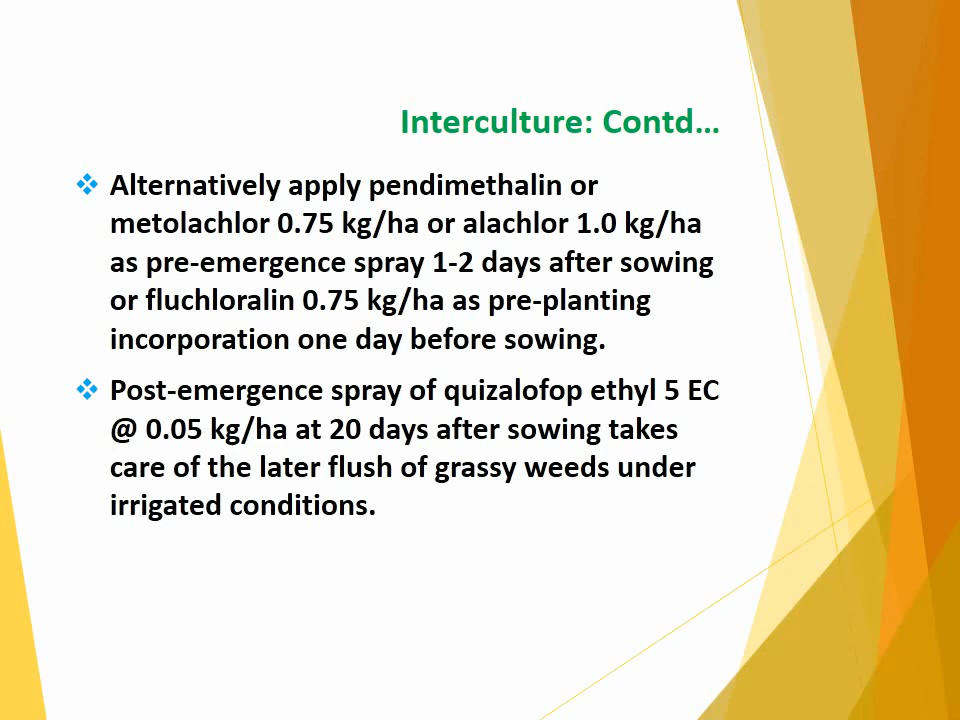 Interculture: Contd…
Alternatively apply pendimethalin or
metolachlor 0.75 kg/ha or alachlor 1.0 kg/ha
as pre-emergence spray 1-2 days after sowing
or fluchloralin 0.75 kg/ha as pre-planting
incorporation one day before sowing.
Post-emergence spray of quizalofop ethyl 5 EC
@ 0.05 kg/ha at 20 days after sowing takes
care of the later flush of grassy weeds under
irrigated conditions.